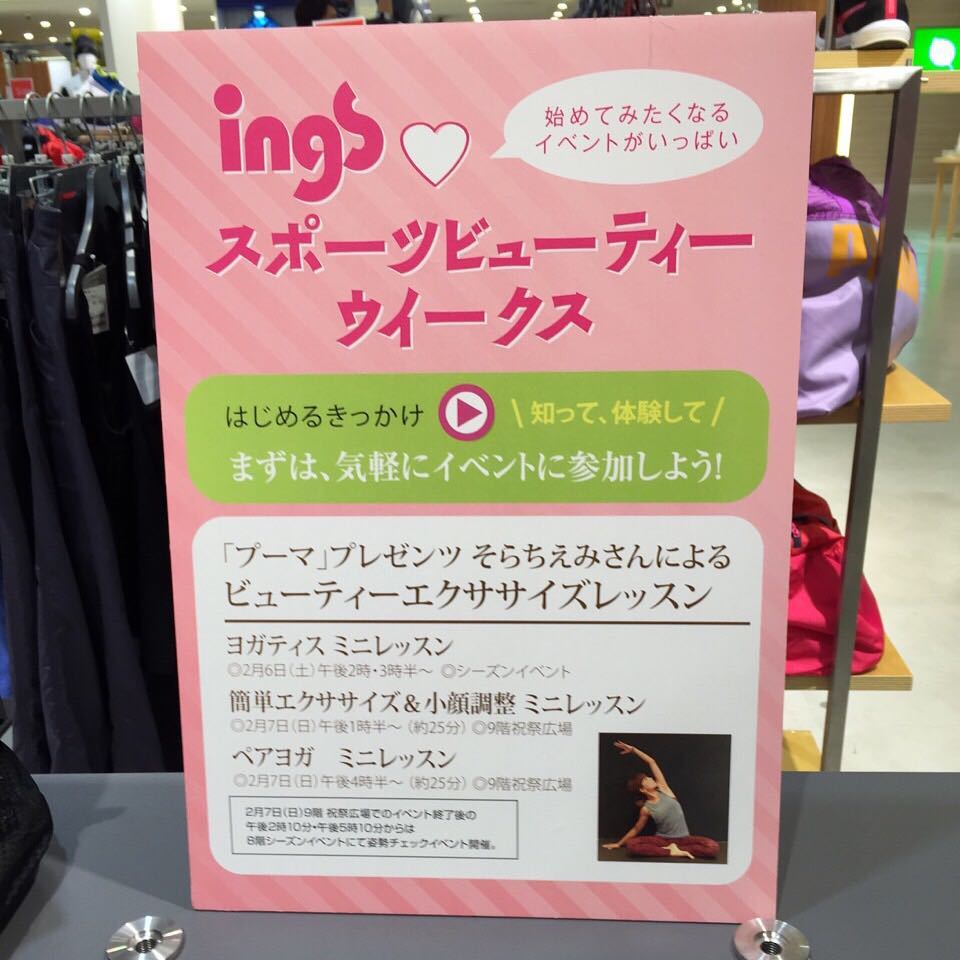 ings
始めてみたくなる
イベントがいっぱい
スポーツビューティー
ウイークス
はじめるきっかけ
\ 知って、体験して /
まずは、気軽にイベントに参加しよう!
「プーマ」プレゼンツ そらちえみさんによる
ビューティーエクササイズレッスン
ヨガティス ミニレッスン
◎2月6日(土)午後2時・3時半〜 ◎シーズンイベント
簡単エクササイズ&小顔調整 ミニレッスン
◎2月7日(日)午後1時半〜(約25分)◎9階祝祭広場
ペアヨガ ミニレッスン
◎2月7日(日)午後4時半〜(約25分)◎9階祝祭広場
2月7日(日)9階 祝祭広場でのイベント終了後の
午後2時10分・午後5時10分からは
8階シーズンイベントにて姿勢チェックイベント開催。